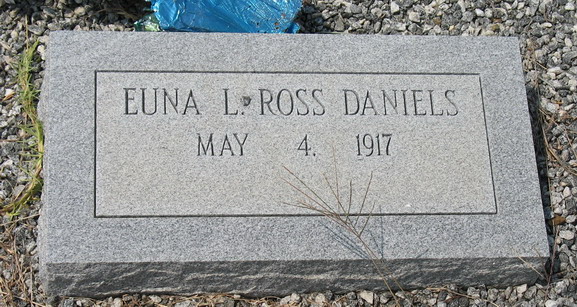 EUNA L. ROSS DANIELS
MAY 4, 1917